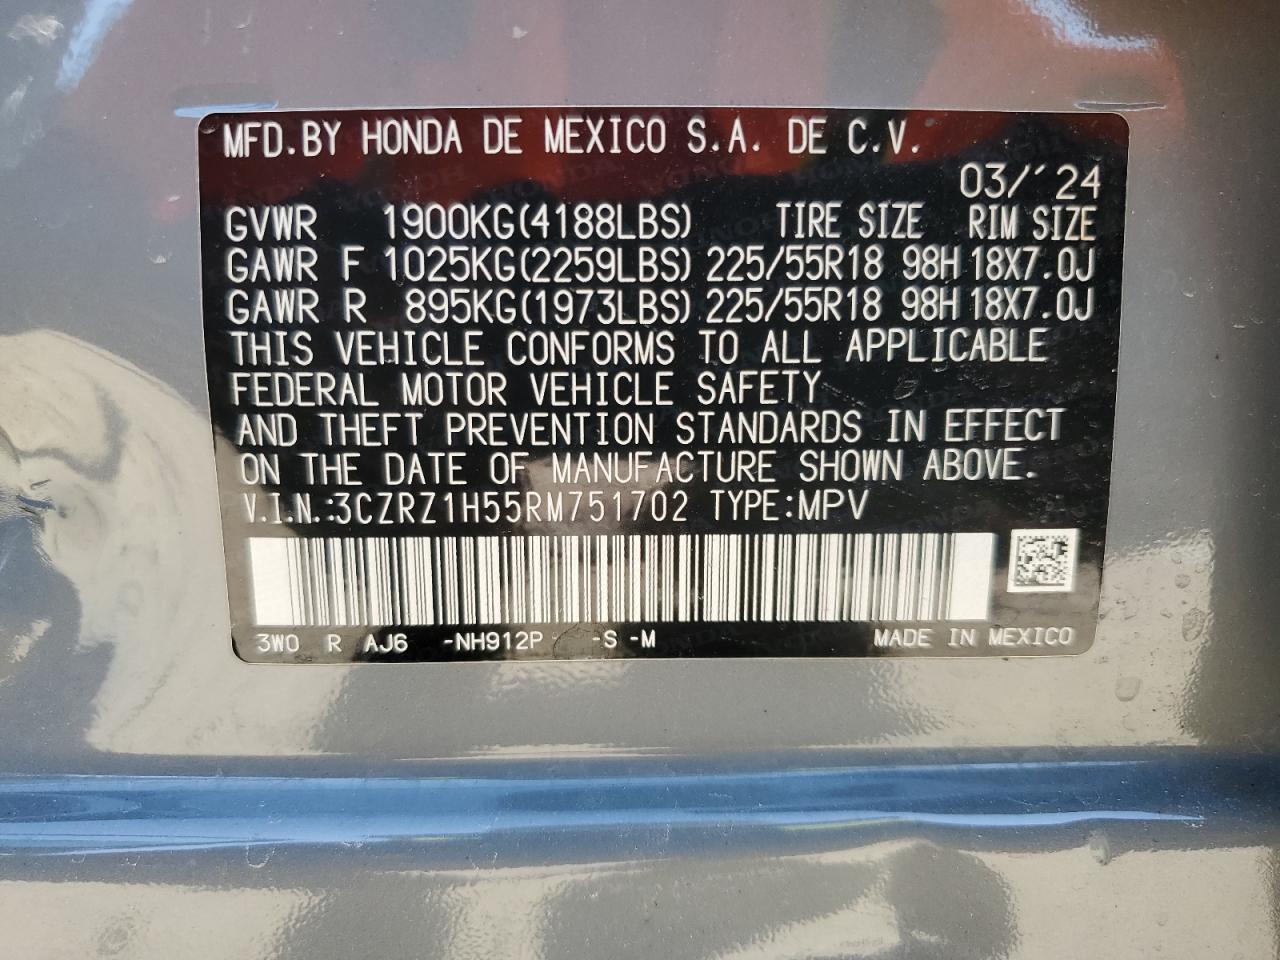 MFD.BY HONDA DE MEXICO S.A. DE C.V.
03/´24
GVWR 1900KG(4188LBS) TIRE SIZE RIM SIZE
GAWR F 1025KG(2259LBS) 225/55R18 98H 18X7.0J
GAWR R 895KG(1973LBS) 225/55R18 98H 18X7.0J
THIS VEHICLE CONFORMS TO ALL APPLICABLE
FEDERAL MOTOR VEHICLE SAFETY
AND THEFT PREVENTION STANDARDS IN EFFECT
ON THE DATE OF MANUFACTURE SHOWN ABOVE.
V.I.N.:3CZRZ1H55RM751702 TYPE:MPV
3W0 R AJ6 -NH912P -S -M MADE IN MEXICO